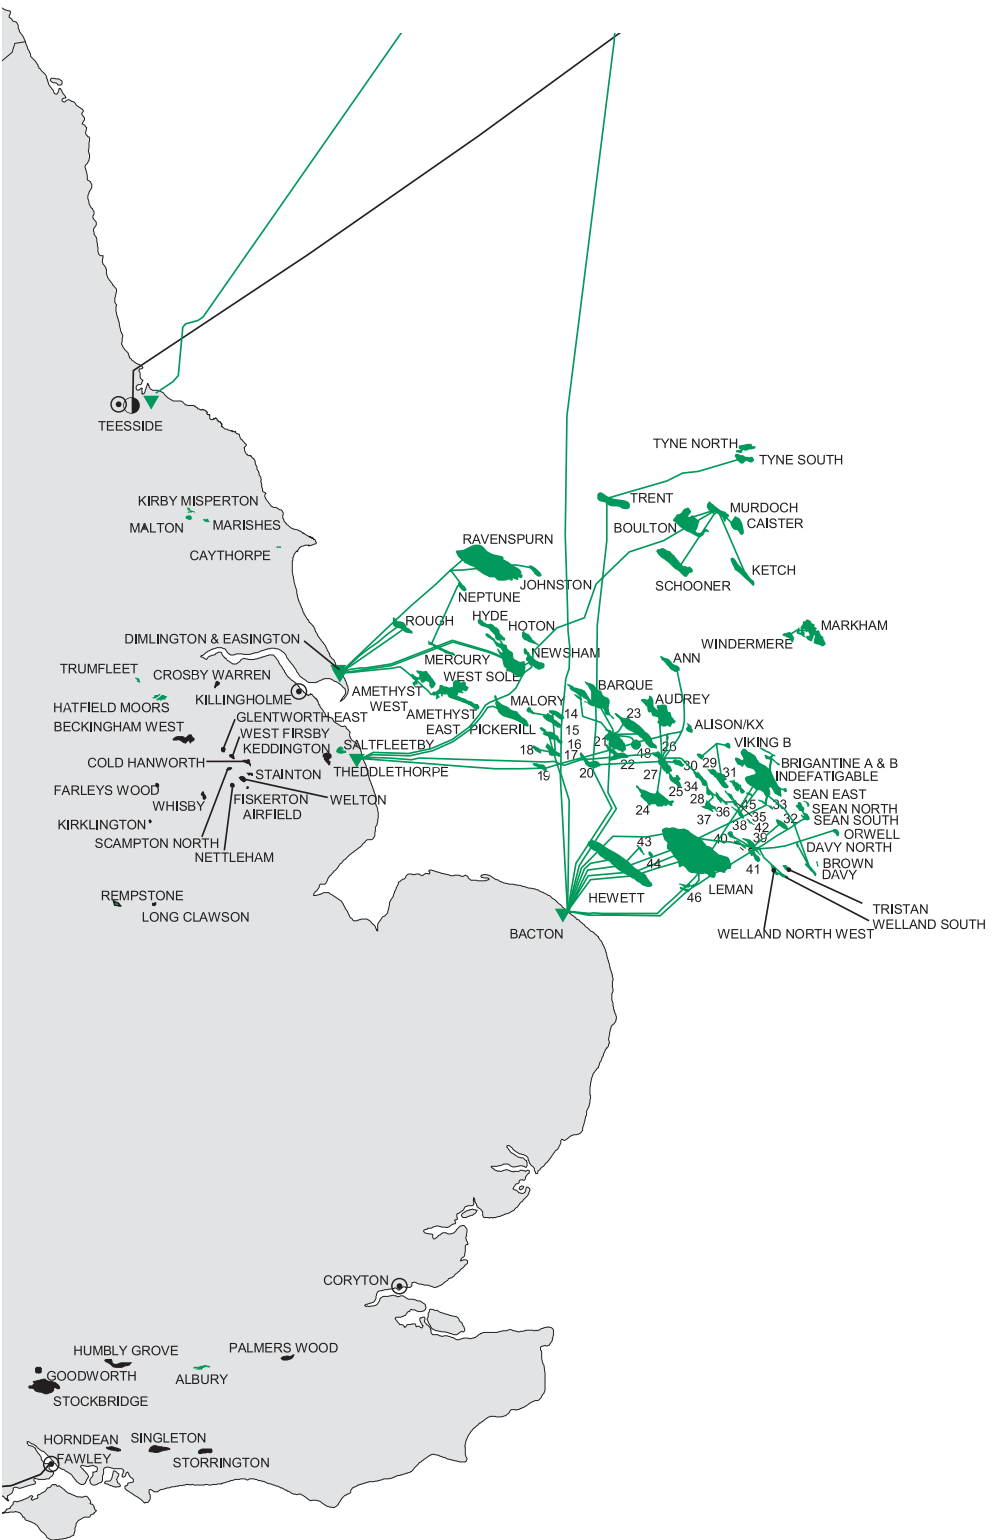 TEESSIDE
TYNE NORTH
TYNE SOUTH
TRENT
MURDOCH
BOULTON
CAISTER
SCHOONER
KETCH
KIRBY MISPERTON
MALTON
MARISHES
CAYTHORPE
RAVENSPURN
JOHNSTON
NEPTUNE
ROUGH
HYDE
HOTON
MARKHAM
WINDERMERE
DIMLINGTON & EASINGTON
MERCURY
NEWSHAM
WEST SOLE
ANN
TRUMFLEET
CROSBY WARREN
KILLINGHOLME
AMETHYST
WEST
BARQUE
AUDREY
HATFIELD MOORS
GLENTWORTH EAST
AMETHYST
EAST
PICKERILL
MALORY
14
23
BECKINGHAM WEST
WEST FIRSBY
KEDDINGTON
SALTFLEETBY
15
16
17
18
19
20
21
22
48
26
ALISON/KX
VIKING B
COLD HANWORTH
STAINTON
THEDDLETHORPE
27
30
29
31
BRIGANTINE A & B
INDEFATIGABLE
FARLEYS WOOD
WHISBY
FISKERTON
AIRFIELD
WELTON
24
25
34
28
37
36
45
35
33
SEAN EAST
SEAN NORTH
SEAN SOUTH
KIRKLINGTON
SCAMPTON NORTH
NETTLEHAM
38
42
32
40
39
ORWELL
DAVY NORTH
43
44
41
BROWN
DAVY
REMPSTONE
LONG CLAWSON
HEWETT
LEMAN
46
TRISTAN
WELLAND SOUTH
WELLAND NORTH WEST
BACTON
CORYTON
HUMBLY GROVE
PALMERS WOOD
GOODWORTH
ALBURY
STOCKBRIDGE
HORNDEAN
SINGLETON
FAWLEY
STORRINGTON